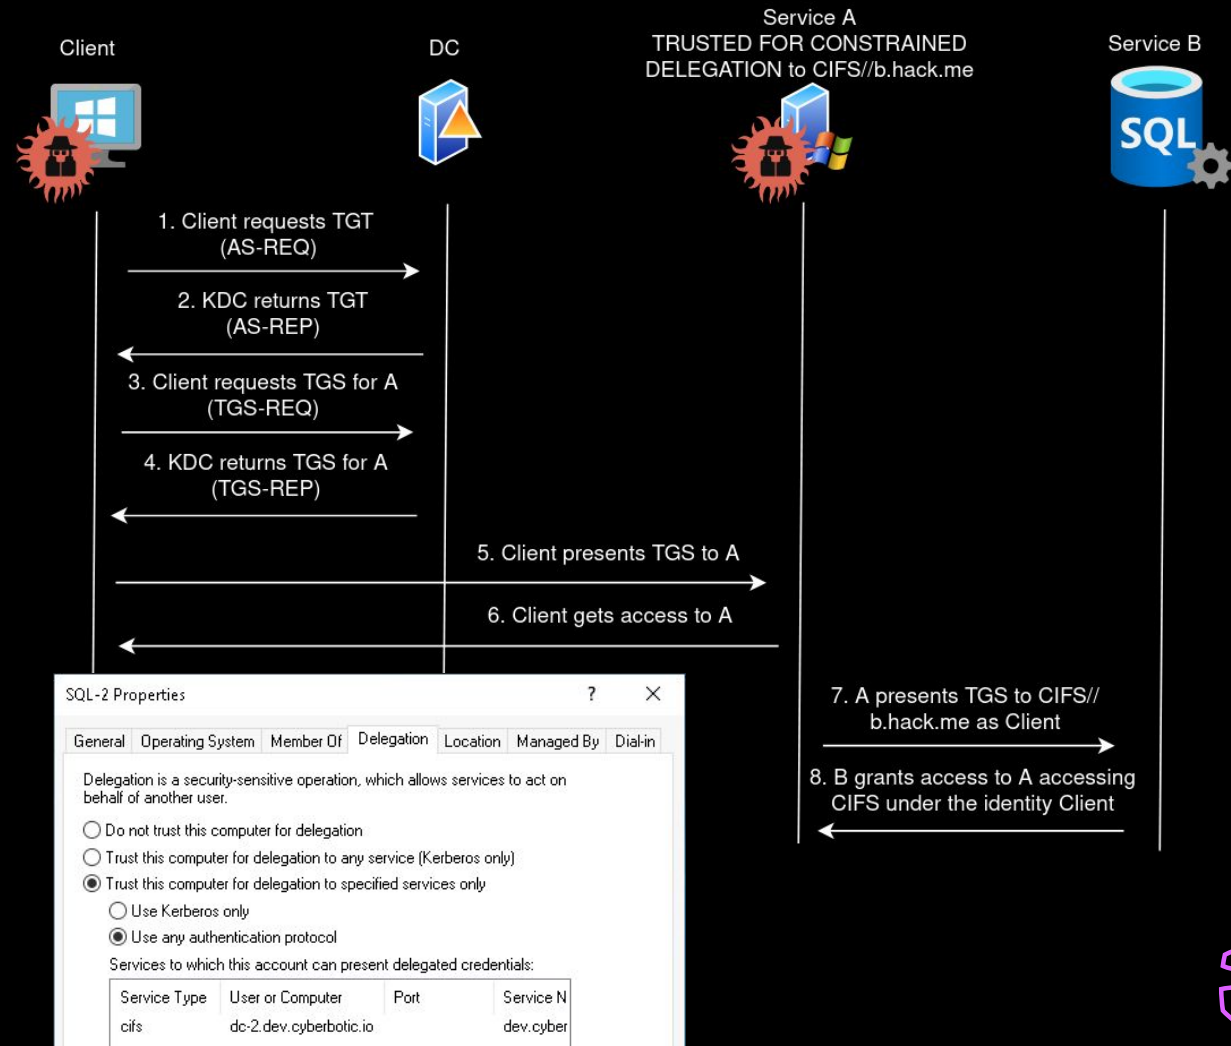 Client
DC
Service A
TRUSTED FOR CONSTRAINED
DELEGATION to CIFS//b.hack.me
Service B
SQL
1. Client requests TGT
(AS-REQ)
2. KDC returns TGT
(AS-REP)
3. Client requests TGS for A
(TGS-REQ)
4. KDC returns TGS for A
(TGS-REP)
5. Client presents TGS to A
6. Client gets access to A
7. A presents TGS to CIFS//
b.hack.me as Client
8. B grants access to A accessing
CIFS under the identity Client
SQL-2 Properties ?
General Operating System Member Of Delegation Location Managed By Dial-in
Delegation is a security-sensitive operation, which allows services to act on
behalf of another user.
Do not trust this computer for delegation
Trust this computer for delegation to any service (Kerberos only)
Trust this computer for delegation to specified services only
Use Kerberos only
Use any authentication protocol
Services to which this account can present delegated credentials:
Service Type User or Computer Port Service N
cifs dc-2.dev.cyberbotic.io dev.cyber